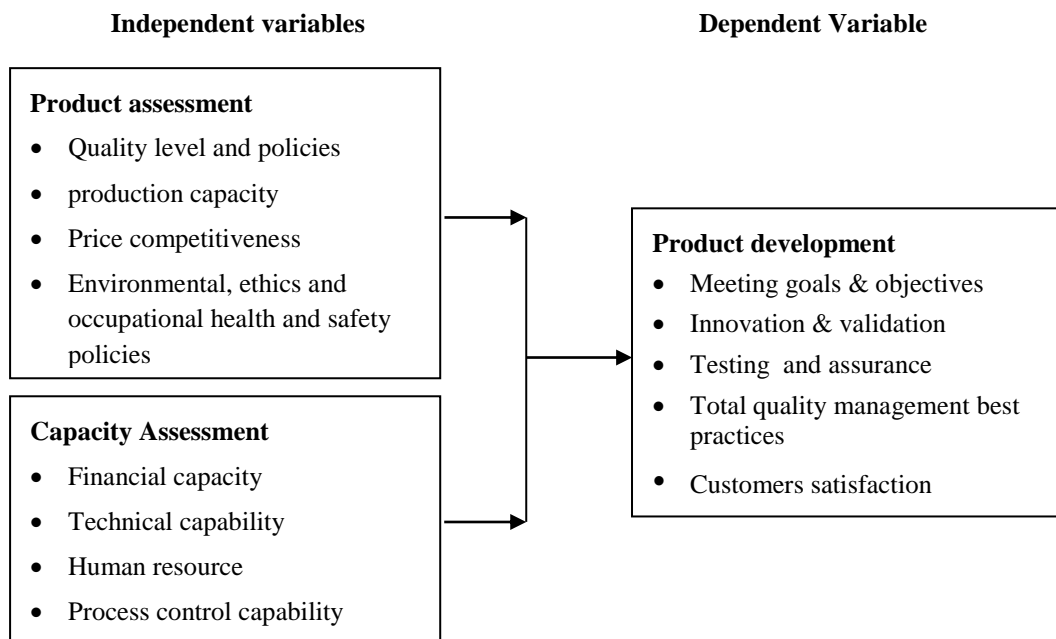 Independent variables
Dependent Variable
Product assessment
• Quality level and policies
• production capacity
• Price competitiveness
• Environmental, ethics and
occupational health and safety
policies
Capacity Assessment
• Financial capacity
• Technical capability
• Human resource
• Process control capability
Product development
• Meeting goals & objectives
• Innovation & validation
• Testing and assurance
• Total quality management best
practices
• Customers satisfaction